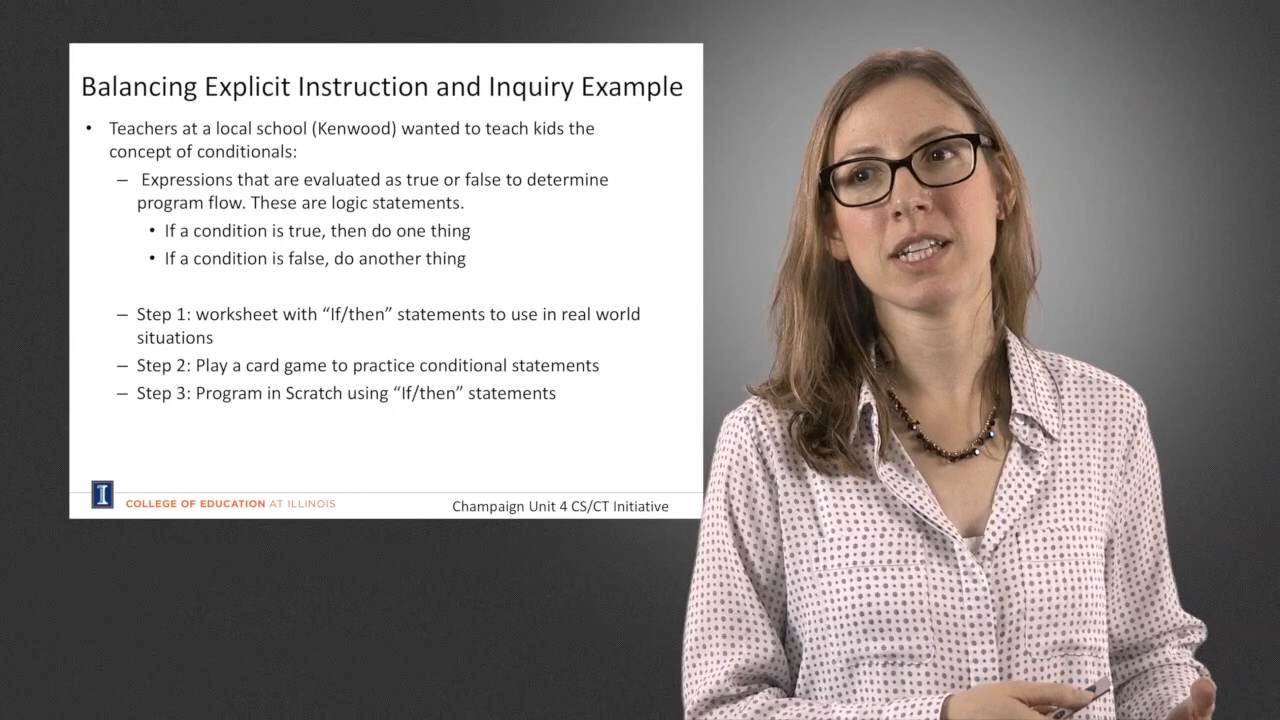 Balancing Explicit Instruction and Inquiry Example
• Teachers at a local school (Kenwood) wanted to teach kids the
concept of conditionals:
– Expressions that are evaluated as true or false to determine
program flow. These are logic statements.
• If a condition is true, then do one thing
• If a condition is false, do another thing
– Step 1: worksheet with “If/then” statements to use in real world
situations
– Step 2: Play a card game to practice conditional statements
– Step 3: Program in Scratch using “If/then” statements
I
COLLEGE OF EDUCATION AT ILLINOIS
Champaign Unit 4 CS/CT Initiative